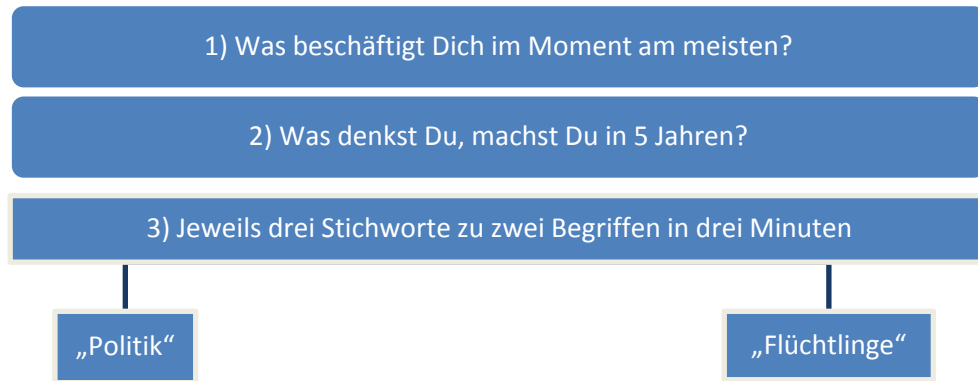 1) Was beschäftigt Dich im Moment am meisten?
2) Was denkst Du, machst Du in 5 Jahren?
3) Jeweils drei Stichworte zu zwei Begriffen in drei Minuten
„Politik“
„Flüchtlinge“